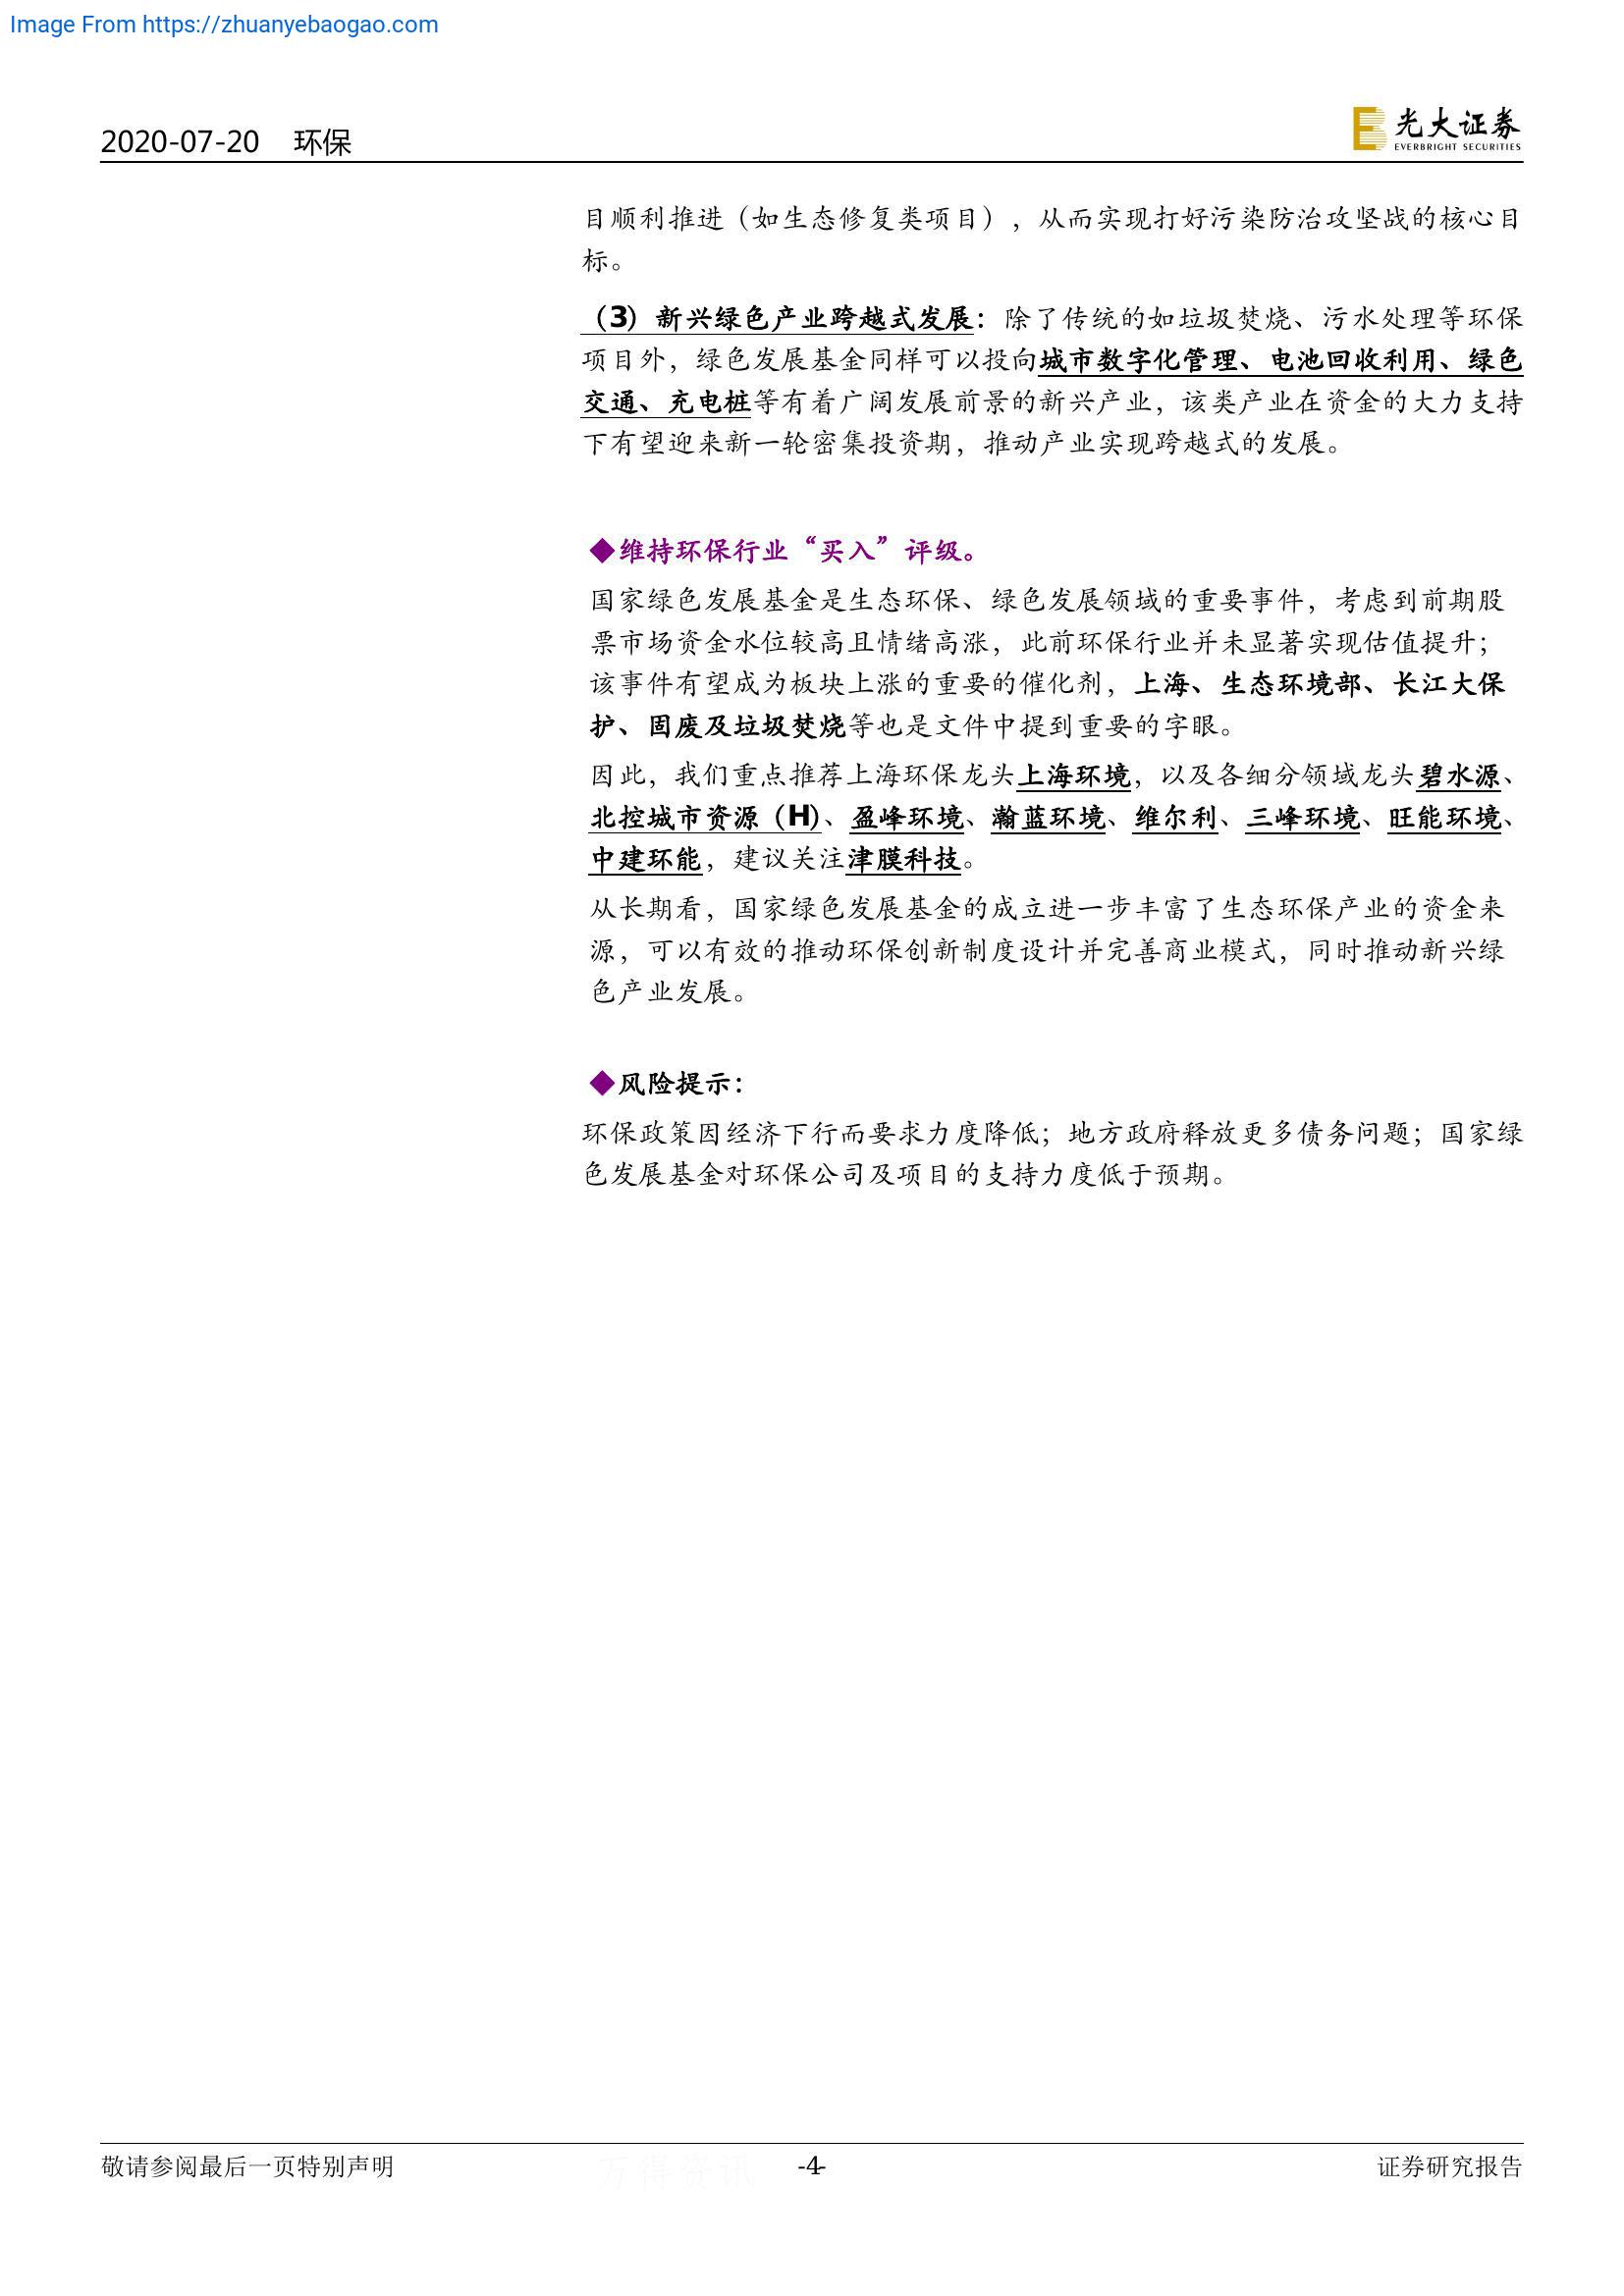 Image From https://zhuanyebaogao.com
2020-07-20 环保
光大证券
EVERBRIGHT SECURITIES
目顺利推进（如生态修复类项目），从而实现打好污染防治攻坚战的核心目
标。
（3）新兴绿色产业跨越式发展：除了传统的如垃圾焚烧、污水处理等环保
项目外，绿色发展基金同样可以投向城市数字化管理、电池回收利用、绿色
交通、充电桩等有着广阔发展前景的新兴产业，该类产业在资金的大力支持
下有望迎来新一轮密集投资期，推动产业实现跨越式的发展。
◆维持环保行业“买入”评级。
国家绿色发展基金是生态环保、绿色发展领域的重要事件，考虑到前期股
票市场资金水位较高且情绪高涨，此前环保行业并未显著实现估值提升；
该事件有望成为板块上涨的重要的催化剂，上海、生态环境部、长江大保
护、固废及垃圾焚烧等也是文件中提到重要的字眼。
因此，我们重点推荐上海环保龙头上海环境，以及各细分领域龙头碧水源、
北控城市资源（H）、盈峰环境、瀚蓝环境、维尔利、三峰环境、旺能环境、
中建环能，建议关注津膜科技。
从长期看，国家绿色发展基金的成立进一步丰富了生态环保产业的资金来
源，可以有效的推动环保创新制度设计并完善商业模式，同时推动新兴绿
色产业发展。
◆风险提示：
环保政策因经济下行而要求力度降低；地方政府释放更多债务问题；国家绿
色发展基金对环保公司及项目的支持力度低于预期。
敬请参阅最后一页特别声明 万得资讯 -4- 证券研究报告